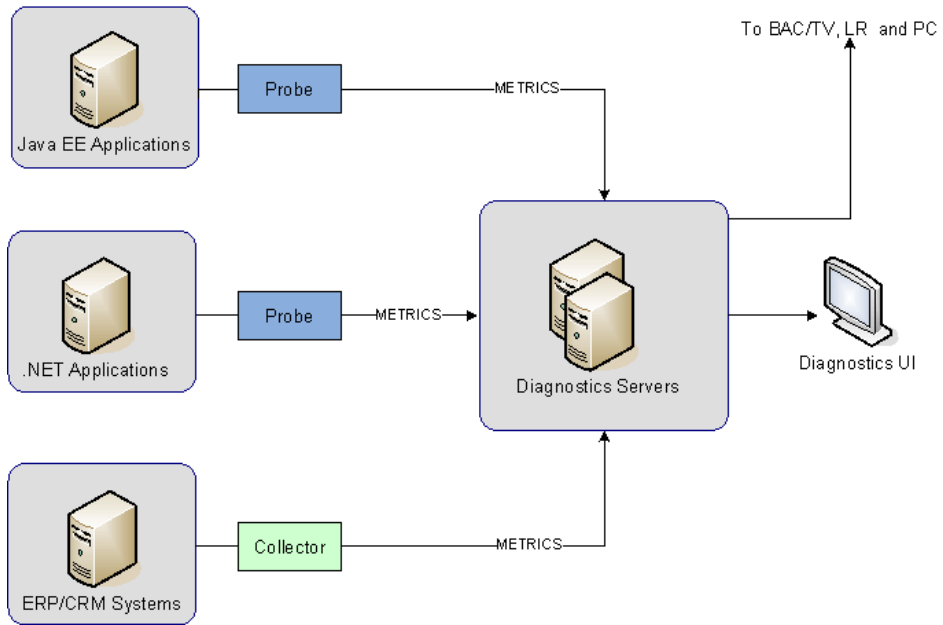 To BAC/TV, LR and PC
Probe
METRICS
Java EE Applications
Probe
METRICS
.NET Applications
Diagnostics Servers
Diagnostics UI
Collector
METRICS
ERP/CRM Systems